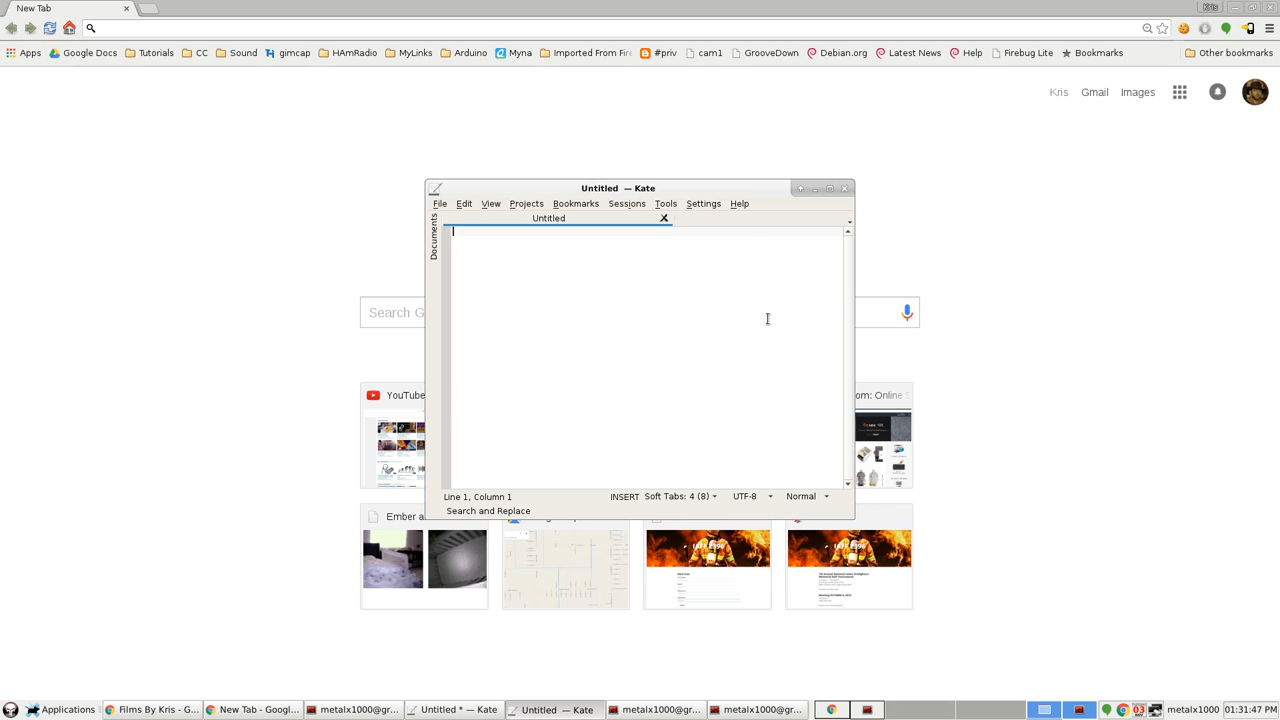 New Tab
Kris
Apps Google Docs Tutorials CC Sound gimcap HAmRadio MyLinks Arduino Myna Imported From Fir #priv cam1 GrooveDown Debian.org Latest News Help Firebug Lite Bookmarks Other bookmarks
Kris Gmail Images
Untitled — Kate
File Edit View Projects Bookmarks Sessions Tools Settings Help
Untitled
Documents
Search G
YouTube
om: Online S
Line 1, Column 1 INSERT Soft Tabs: 4 (8) UTF-8 Normal
Search and Replace
Ember a
Applications Films By Kris - G... New Tab - Googl... metalx1000@gr... Untitled * — Kate Untitled — Kate metalx1000@gr... metalx1000@gr... 03 metalx1000 01:31:47 PM